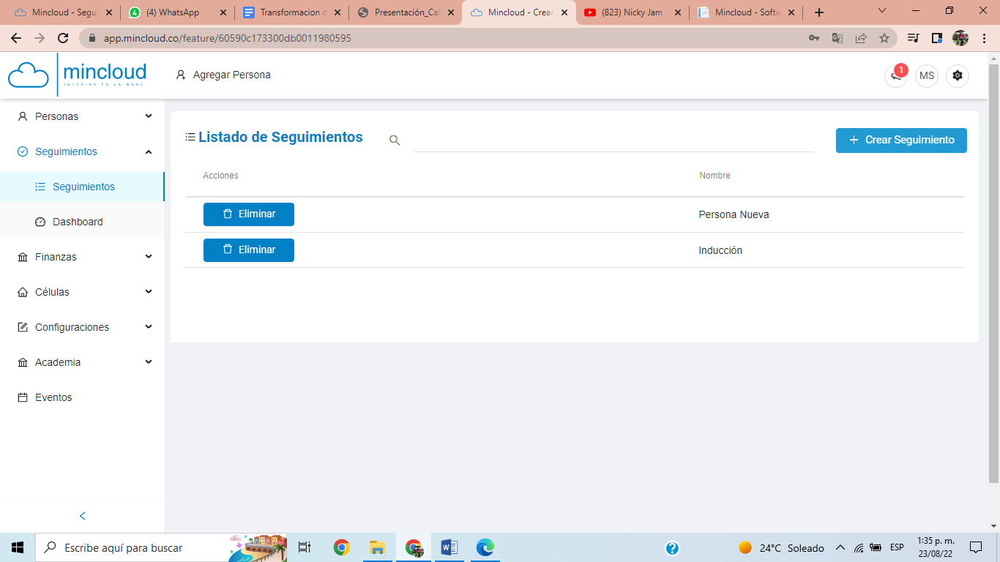 Mincloud - Segui
(4) WhatsApp
Transformacion d
Presentación_Cal
Mincloud - Crear
(823) Nicky Jam -
Mincloud - Softw
app.mincloud.co/feature/60590c173300db0011980595
mincloud
IGLESIAS EN LA NUBE
Agregar Persona
1
MS
Personas
Seguimientos
Seguimientos
Dashboard
Finanzas
Células
Configuraciones
Academia
Eventos
Listado de Seguimientos
Crear Seguimiento
Acciones
Nombre
Eliminar
Persona Nueva
Eliminar
Inducción
Escribe aquí para buscar
24°C Soleado
ESP
1:35 p. m.
23/08/22